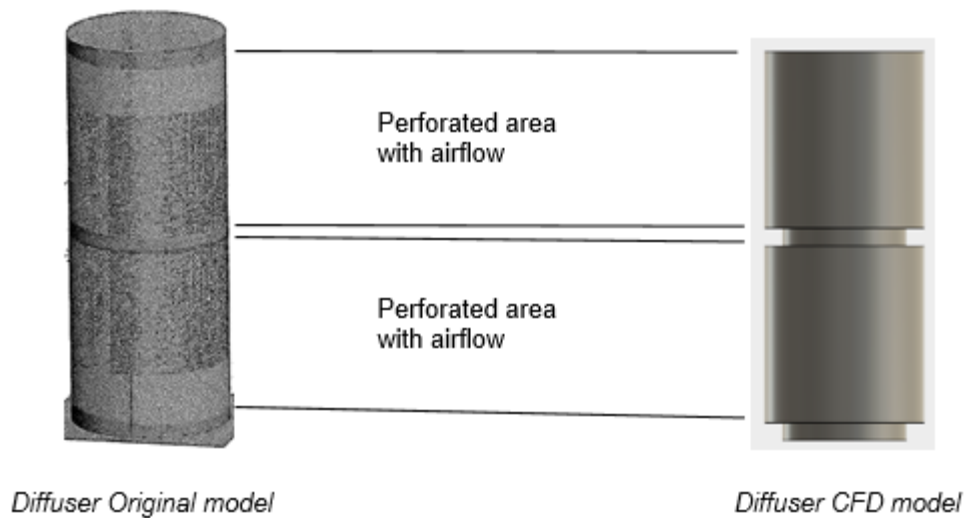 Perforated area
with airflow
Perforated area
with airflow
Diffuser Original model
Diffuser CFD model